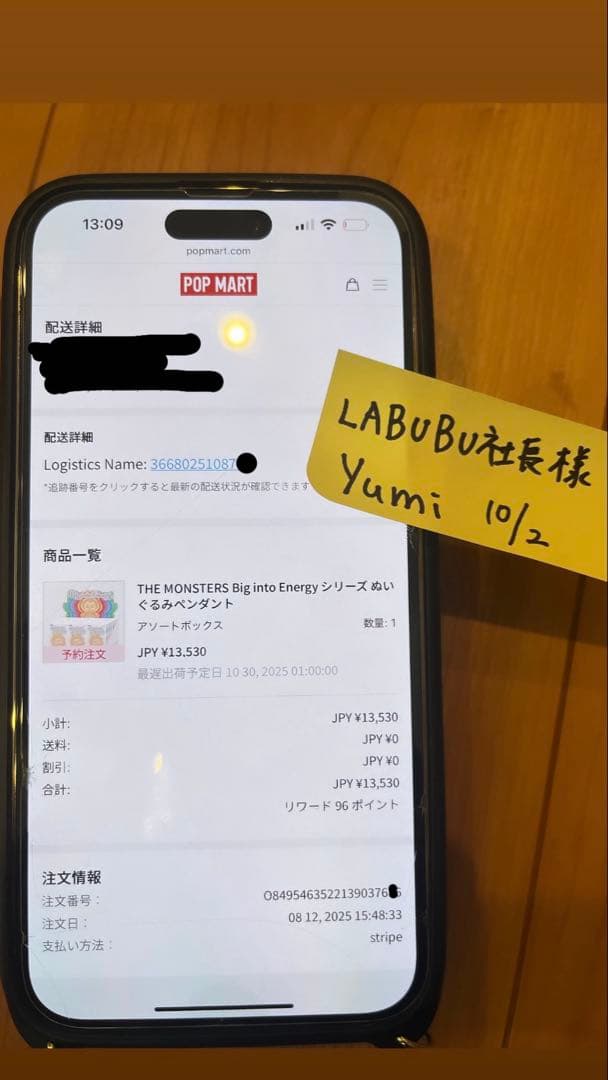 13:09
popmart.com
POP MART
配送詳細
配送詳細
Logistics Name: 36680251087
*追跡番号をクリックすると最新の配送状況が確認できます
LABUBU社長様
Yumi 10/2
商品一覧
THE MONSTERS Big into Energy シリーズ ぬい
ぐるみペンダント
アソートボックス
数量: 1
予約注文
JPY ¥13,530
最遅出荷予定日 10 30, 2025 01:00:00
小計: JPY ¥13,530
送料: JPY ¥0
割引: JPY ¥0
合計: JPY ¥13,530
リワード 96 ポイント
注文情報
注文番号: O84954635221390376
注文日: 08 12, 2025 15:48:33
支払い方法: stripe